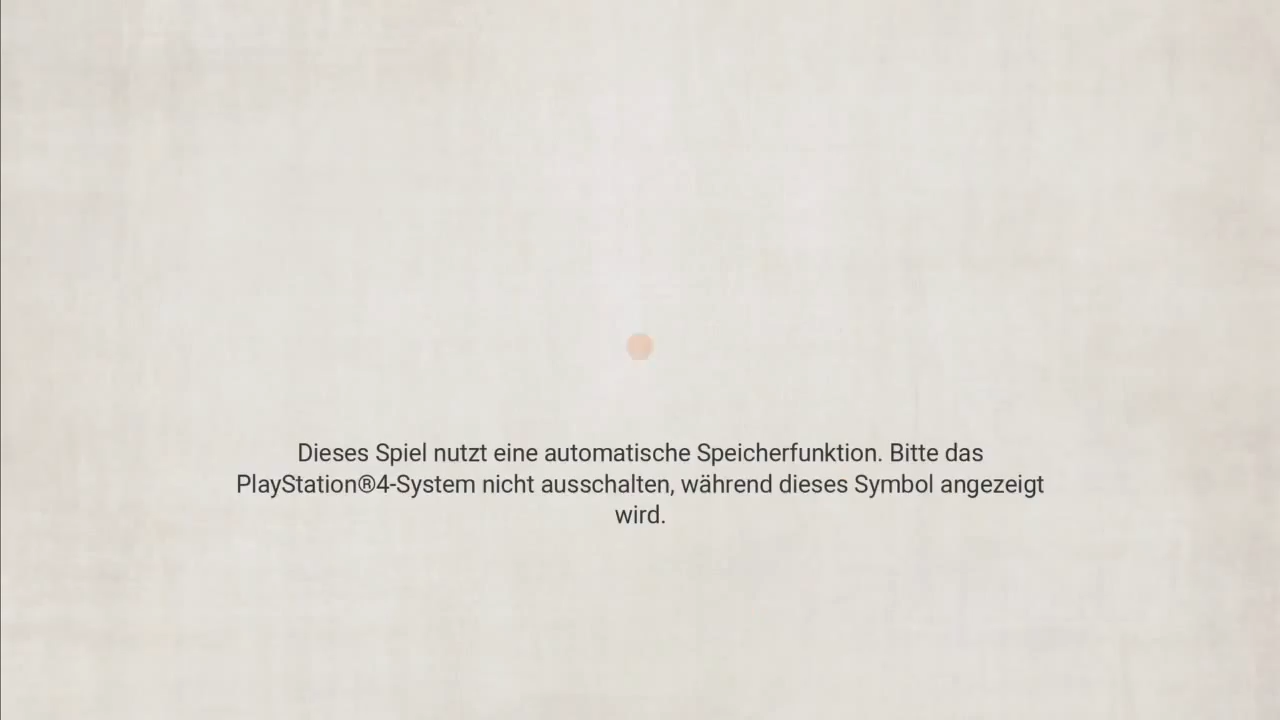 Dieses Spiel nutzt eine automatische Speicherfunktion. Bitte das
PlayStation®4-System nicht ausschalten, während dieses Symbol angezeigt
wird.